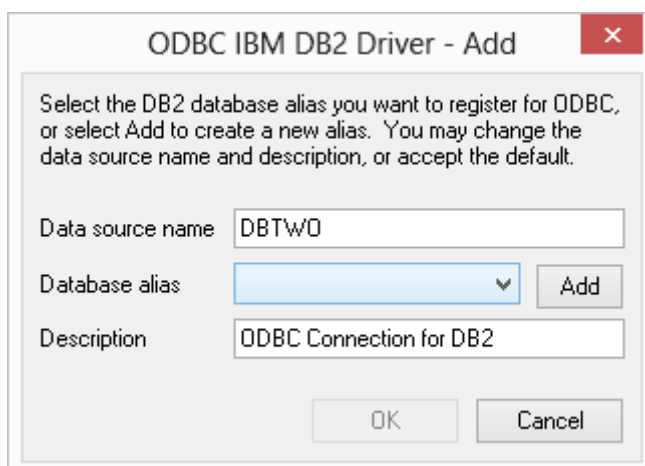 ODBC IBM DB2 Driver - Add
Select the DB2 database alias you want to register for ODBC,
or select Add to create a new alias. You may change the
data source name and description, or accept the default.
Data source name DBTWO
Database alias Add
Description ODBC Connection for DB2
OK Cancel